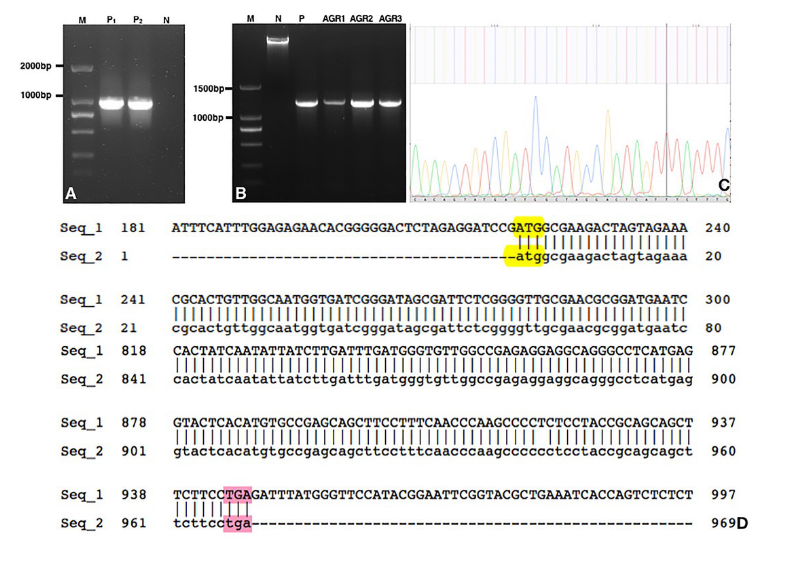 M P₁ P₂ N
2000bp
1000bp
A
M N P AGR1 AGR2 AGR3
1500bp
1000bp
B
C
Seq_1 181 ATTTCATTTGGAGAGAACACGGGGGACTCTAGAGGATCCGATGGCGAAGACTAGTAGAAA 240
Seq_2 1 ----------------------------------------atggcgaagactagtagaaa 20
Seq_1 241 CGCACTGTTGGCAATGGTGATCGGGATAGCGATTCTCGGGGTTGCGAACGCGGATGAATC 300
Seq_2 21 cgcactgttggcaatggtgatcgggatagcgattctcggggttgcgaacgcggatgaatc 80
Seq_1 818 CACTATCAATATTATCTTGATTTGATGGGTGTTGGCCGAGAGGAGGCAGGGCCTCATGAG 877
Seq_2 841 cactatcaatattatcttgatttgatgggtgttggccgagaggaggcagggcctcatgag 900
Seq_1 878 GTACTCACATGTGCCGAGCAGCTTCCTTTCAACCCAAGCCCCTCTCCTACCGCAGCAGCT 937
Seq_2 901 gtactcacatgtgccgagcagcttcctttcaacccaagcccccctcctaccgcagcagct 960
Seq_1 938 TCTTCCTGAGATTTATGGGTTCCATACGGAATTCGGTACGCTGAAATCACCAGTCTCTCT 997
Seq_2 961 tcttcctga--------------------------------------------------- 969
D